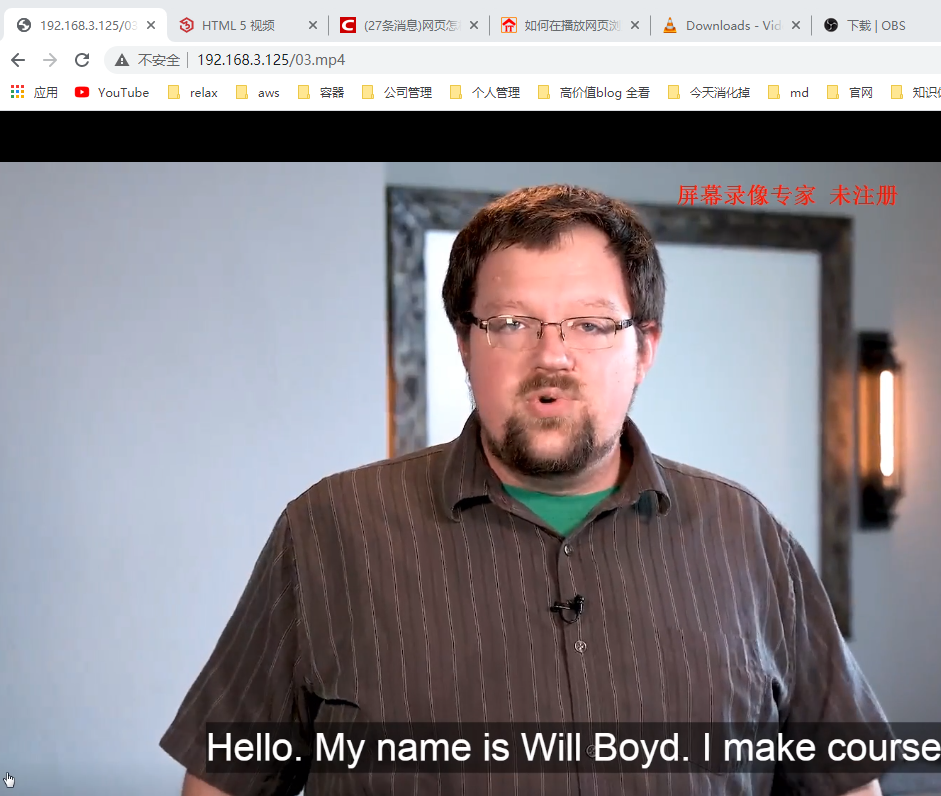 192.168.3.125/03
HTML 5 视频
(27条消息)网页怎
如何在播放网页浏
Downloads - Vid
下载 | OBS
不安全 | 192.168.3.125/03.mp4
应用 YouTube relax aws 容器 公司管理 个人管理 高价值blog 全看 今天消化掉 md 官网 知识
屏幕录像专家 未注册
Hello. My name is Will Boyd. I make course